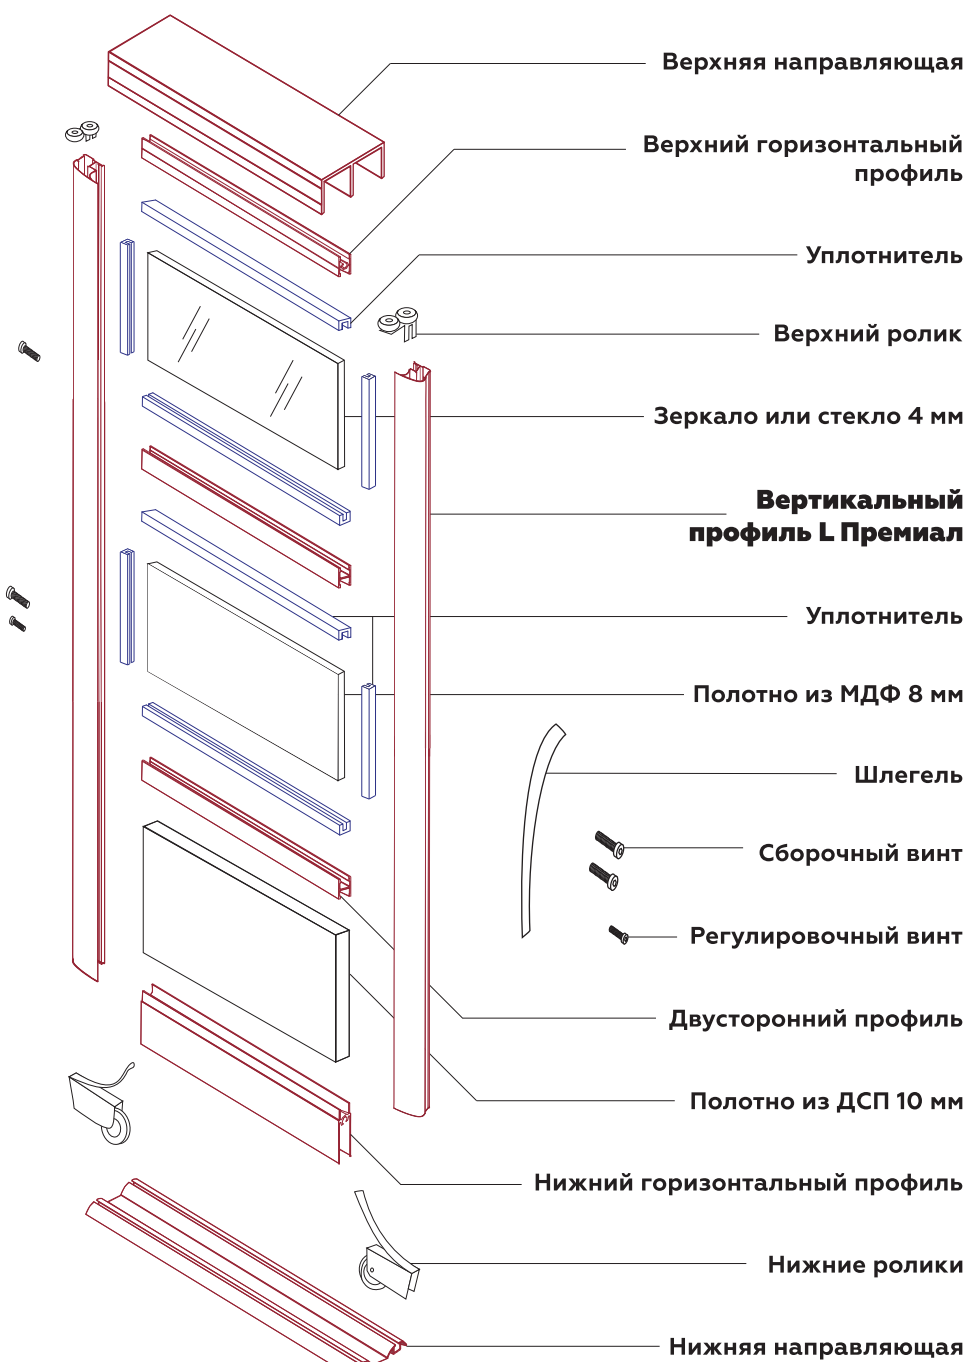 Верхняя направляющая
Верхний горизонтальный
профиль
Уплотнитель
Верхний ролик
Зеркало или стекло 4 мм
Вертикальный
профиль L Премиал
Уплотнитель
Полотно из МДФ 8 мм
Шлегель
Сборочный винт
Регулировочный винт
Двусторонний профиль
Полотно из ДСП 10 мм
Нижний горизонтальный профиль
Нижние ролики
Нижняя направляющая